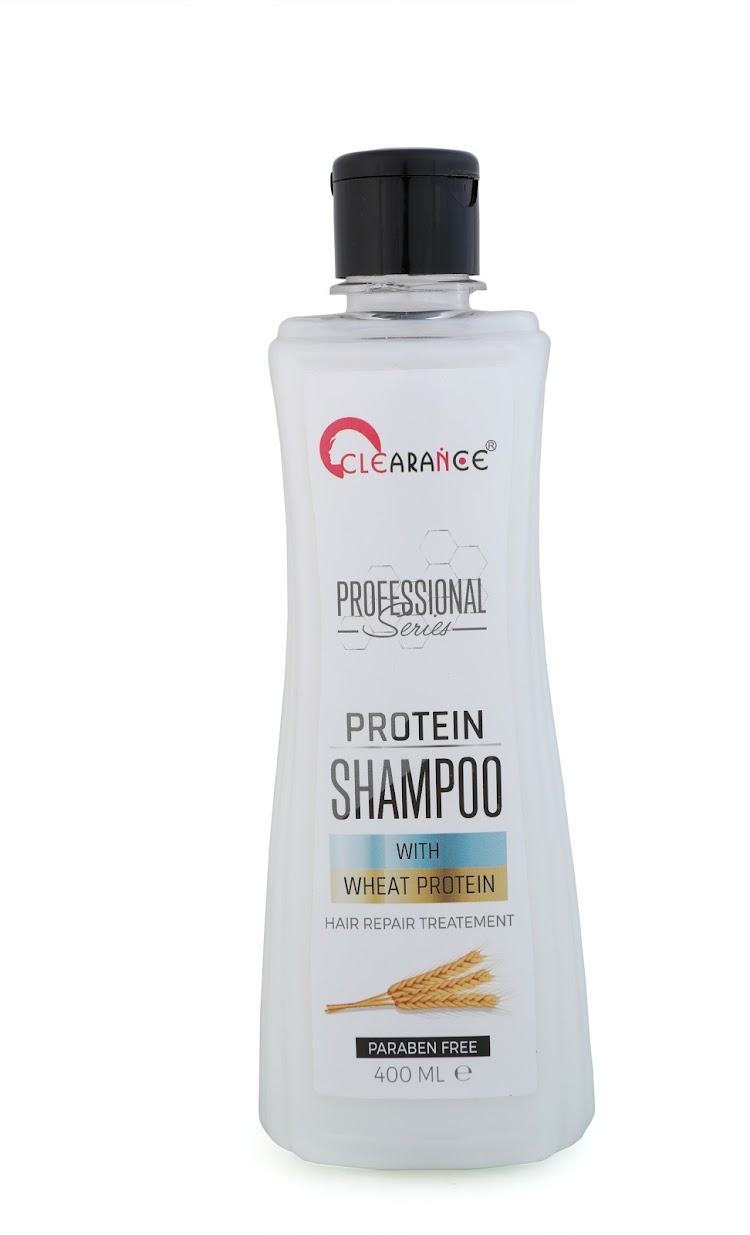 CLEARANCE®
PROFESSIONAL
Series
PROTEIN
SHAMPOO
WITH
WHEAT PROTEIN
HAIR REPAIR TREATEMENT
PARABEN FREE
400 ML ℮